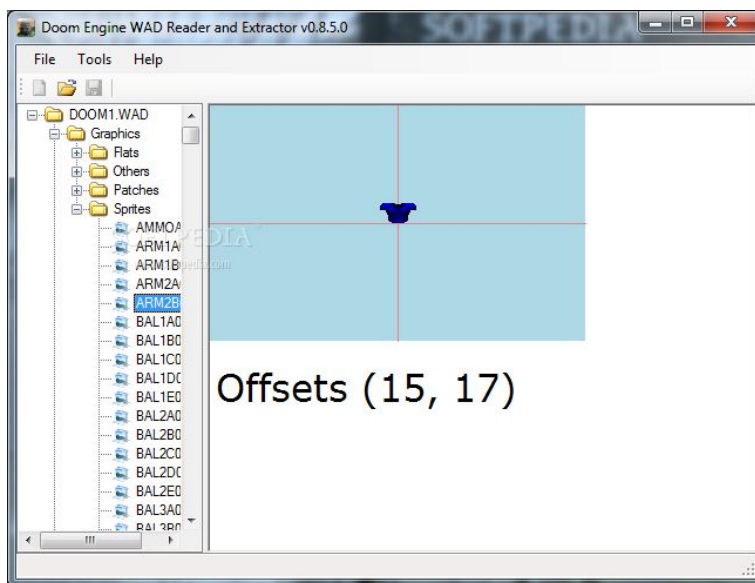 Doom Engine WAD Reader and Extractor v0.8.5.0
SOFTPEDIA
File Tools Help
DOOM1.WAD
Graphics
Flats
Others
Patches
Sprites
AMMOA
ARM1A
ARM1B
ARM2A
ARM2B
BAL1A0
BAL1B0
BAL1C0
BAL1D0
BAL1E0
BAL2A0
BAL2B0
BAL2C0
BAL2D0
BAL2E0
BAL3A0
BAL3B0
Offsets (15, 17)